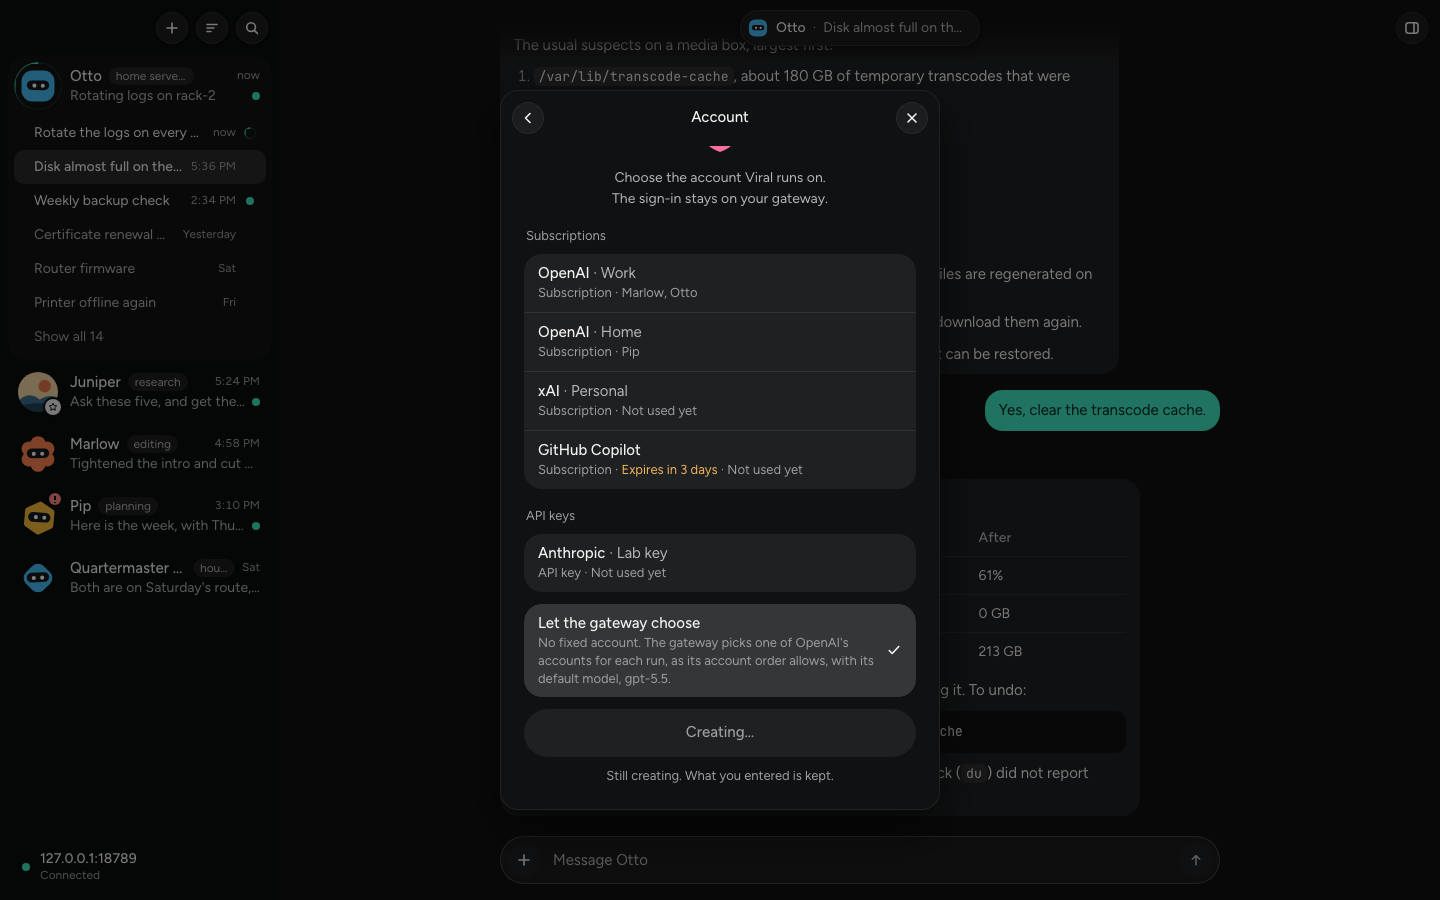 Otto · Disk almost full on th...
Otto home serve... now
Rotating logs on rack-2
Rotate the logs on every ... now
Disk almost full on the... 5:36 PM
Weekly backup check 2:34 PM
Certificate renewal ... Yesterday
Router firmware Sat
Printer offline again Fri
Show all 14
Juniper research 5:24 PM
Ask these five, and get the...
Marlow editing 4:58 PM
Tightened the intro and cut ...
Pip planning 3:10 PM
Here is the week, with Thu...
Quartermaster ... hou... Sat
Both are on Saturday's route,...
127.0.0.1:18789
Connected
The usual suspects on a media box, largest first:
1. /var/lib/transcode-cache, about 180 GB of temporary transcodes that were
Account
Choose the account Viral runs on.
The sign-in stays on your gateway.
Subscriptions
OpenAI · Work
Subscription · Marlow, Otto
OpenAI · Home
Subscription · Pip
xAI · Personal
Subscription · Not used yet
GitHub Copilot
Subscription · Expires in 3 days · Not used yet
API keys
Anthropic · Lab key
API key · Not used yet
Let the gateway choose
No fixed account. The gateway picks one of OpenAI's
accounts for each run, as its account order allows, with its
default model, gpt-5.5.
Creating...
Still creating. What you entered is kept.
files are regenerated on
download them again.
can be restored.
Yes, clear the transcode cache.
After
61%
0 GB
213 GB
it. To undo:
che
ck (du) did not report
Message Otto